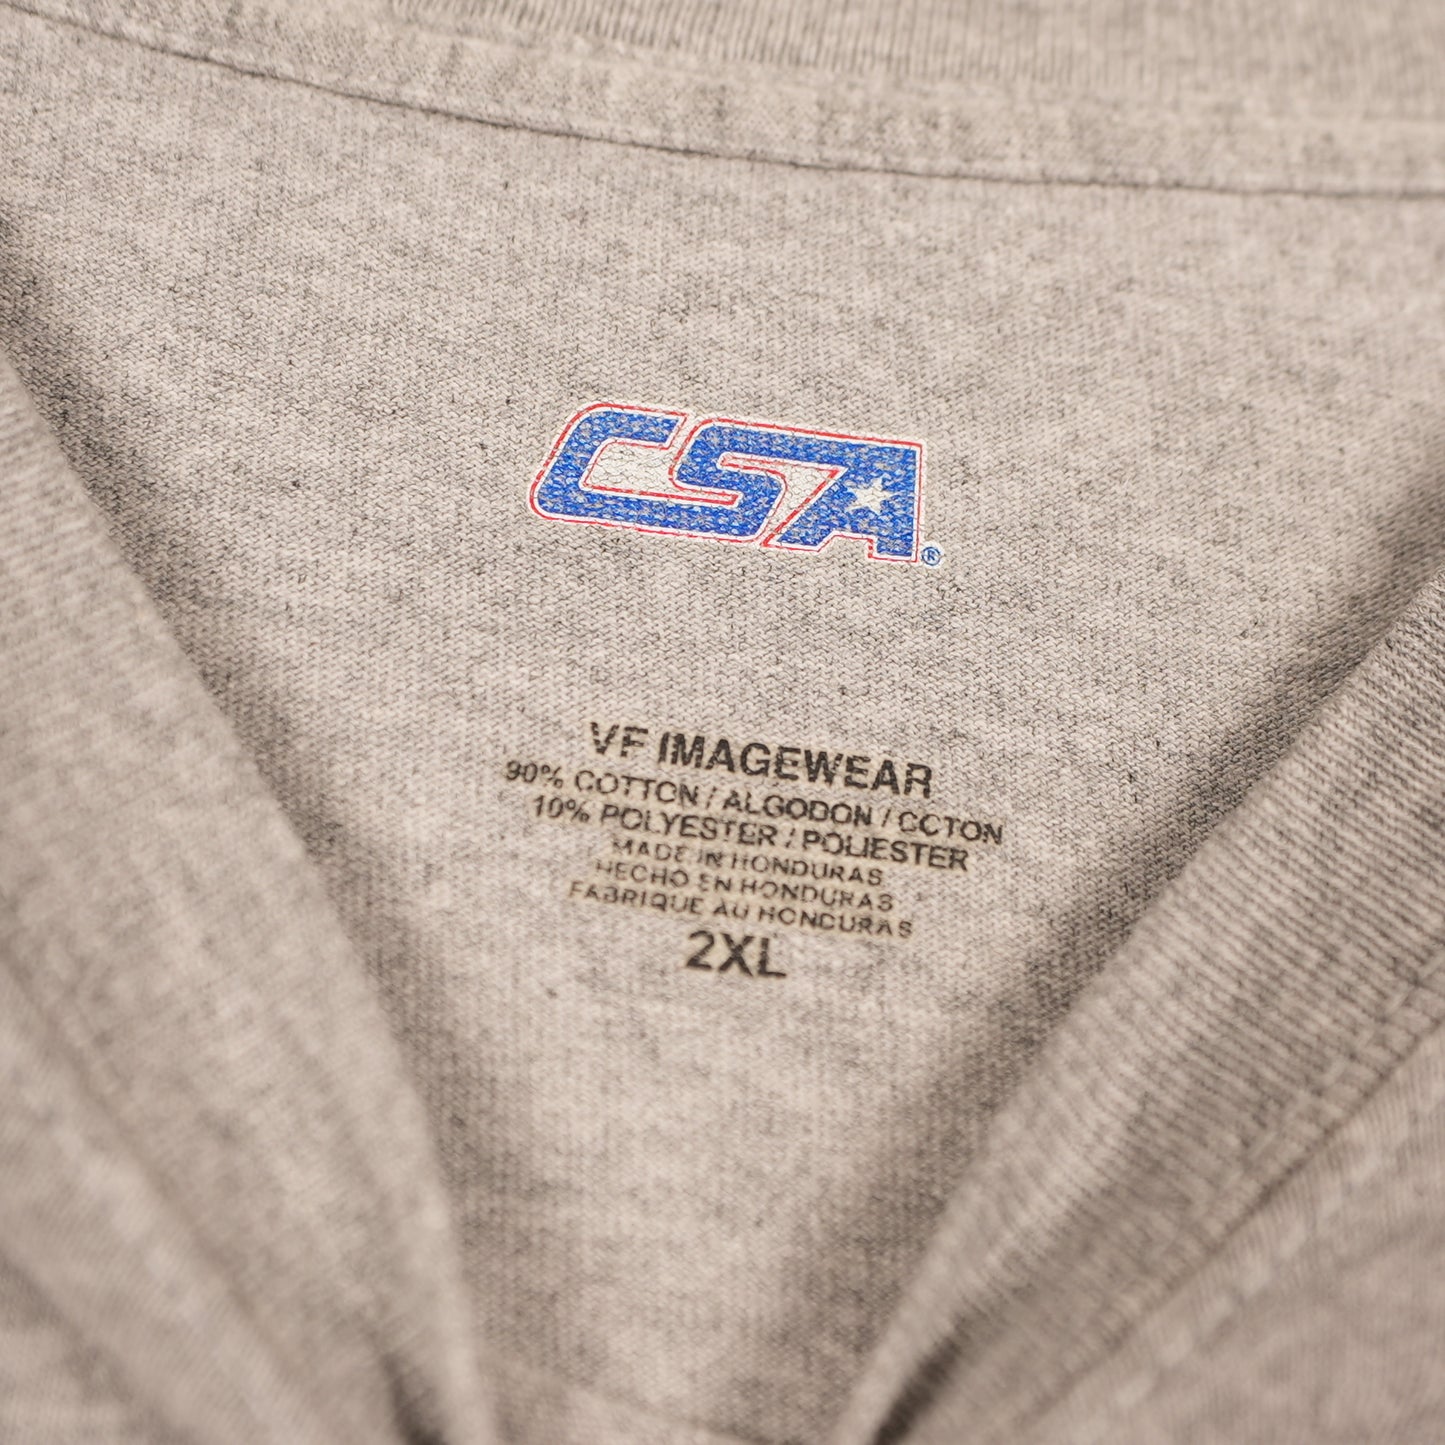 CSA®
VF IMAGEWEAR
90% COTTON / ALGODON / COTON
10% POLYESTER / POLIESTER
MADE IN HONDURAS
HECHO EN HONDURAS
FABRIQUE AU HONDURAS
2XL